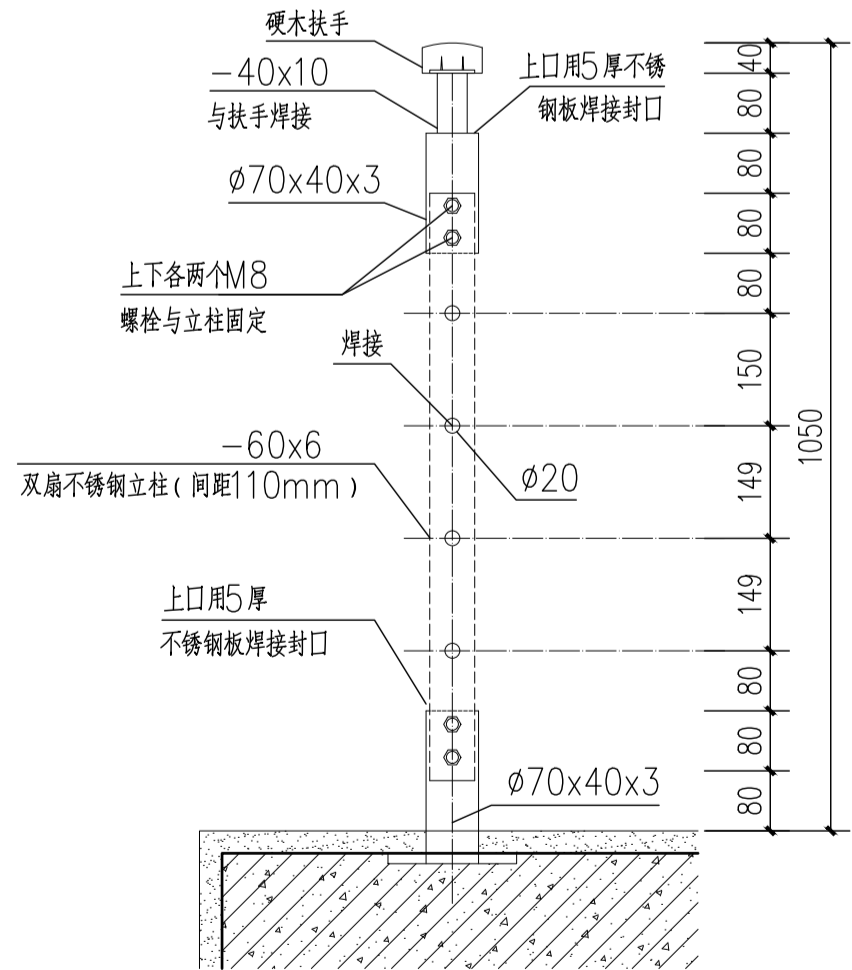 硬木扶手
-40x10
与扶手焊接
上口用5厚不锈
钢板焊接封口
Ø70x40x3
上下各两个M8
螺栓与立柱固定
焊接
-60x6
双扇不锈钢立柱(间距110mm)
Ø20
上口用5厚
不锈钢板焊接封口
Ø70x40x3
40
80
80
80
80
150
149
149
80
80
80
1050